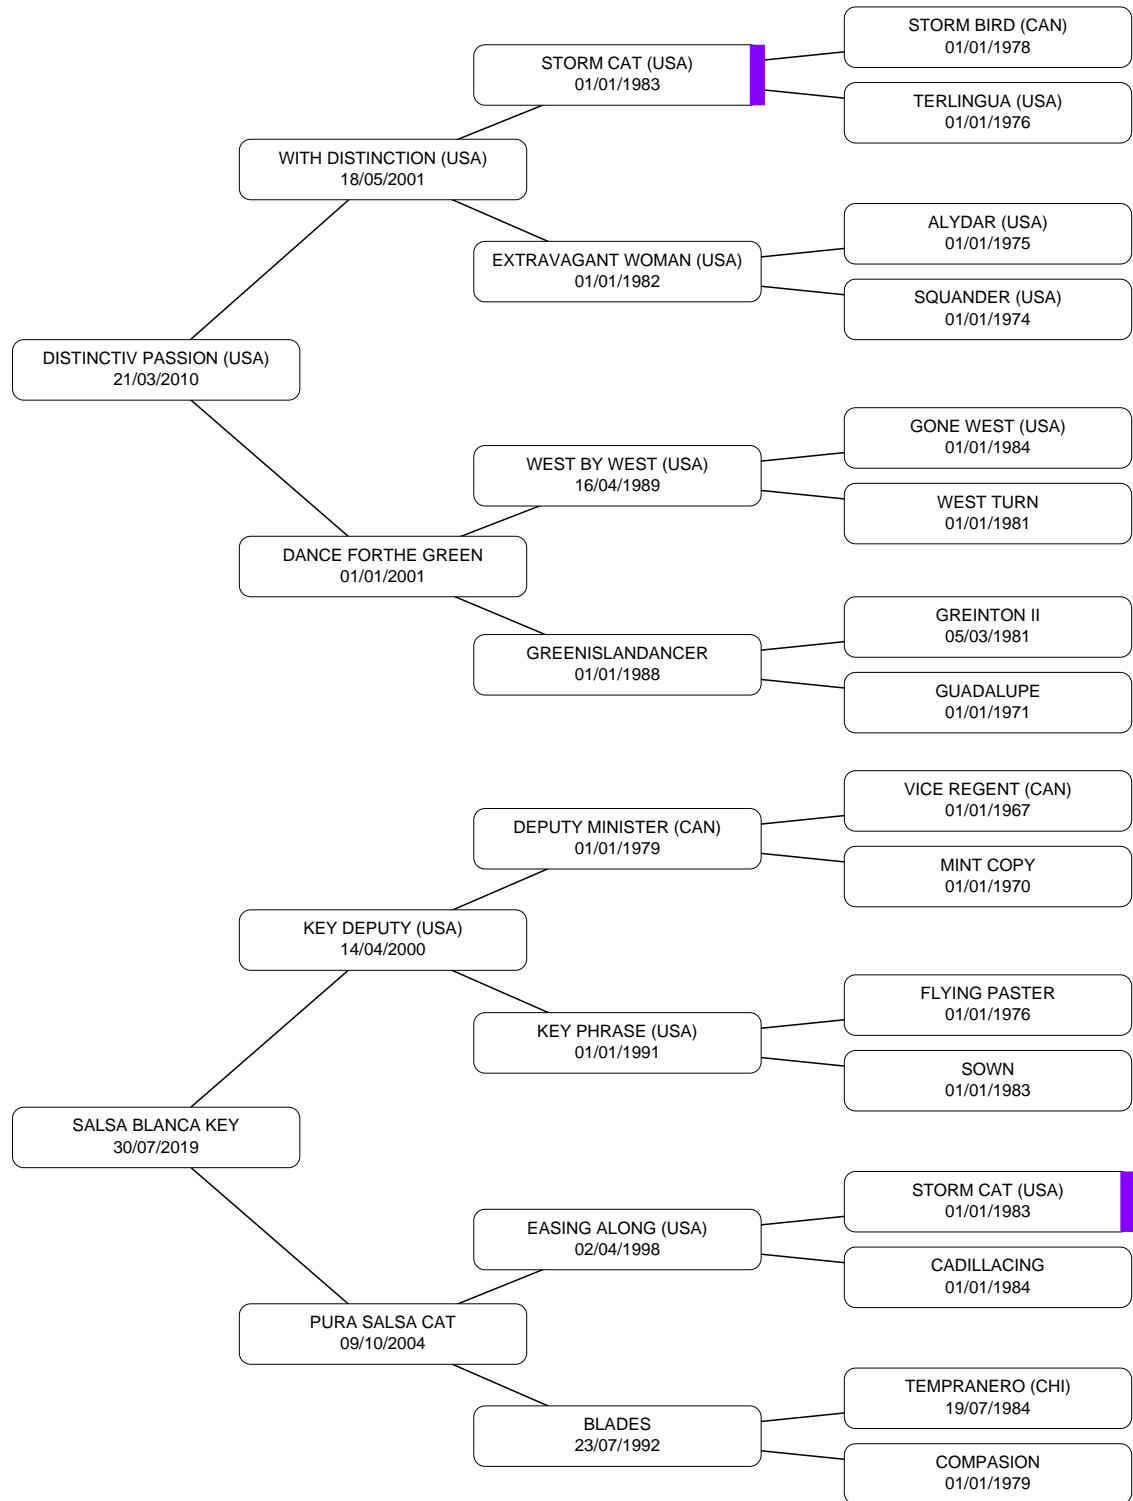 STORM BIRD (CAN)
01/01/1978
STORM CAT (USA)
01/01/1983
TERLINGUA (USA)
01/01/1976
WITH DISTINCTION (USA)
18/05/2001
ALYDAR (USA)
01/01/1975
EXTRAVAGANT WOMAN (USA)
01/01/1982
SQUANDER (USA)
01/01/1974
DISTINCTIV PASSION (USA)
21/03/2010
GONE WEST (USA)
01/01/1984
WEST BY WEST (USA)
16/04/1989
WEST TURN
01/01/1981
DANCE FORTHE GREEN
01/01/2001
GREINTON II
05/03/1981
GREENISLANDANCER
01/01/1988
GUADALUPE
01/01/1971
VICE REGENT (CAN)
01/01/1967
DEPUTY MINISTER (CAN)
01/01/1979
MINT COPY
01/01/1970
KEY DEPUTY (USA)
14/04/2000
FLYING PASTER
01/01/1976
KEY PHRASE (USA)
01/01/1991
SOWN
01/01/1983
SALSA BLANCA KEY
30/07/2019
STORM CAT (USA)
01/01/1983
EASING ALONG (USA)
02/04/1998
CADILLACING
01/01/1984
PURA SALSA CAT
09/10/2004
TEMPRANERO (CHI)
19/07/1984
BLADES
23/07/1992
COMPASION
01/01/1979